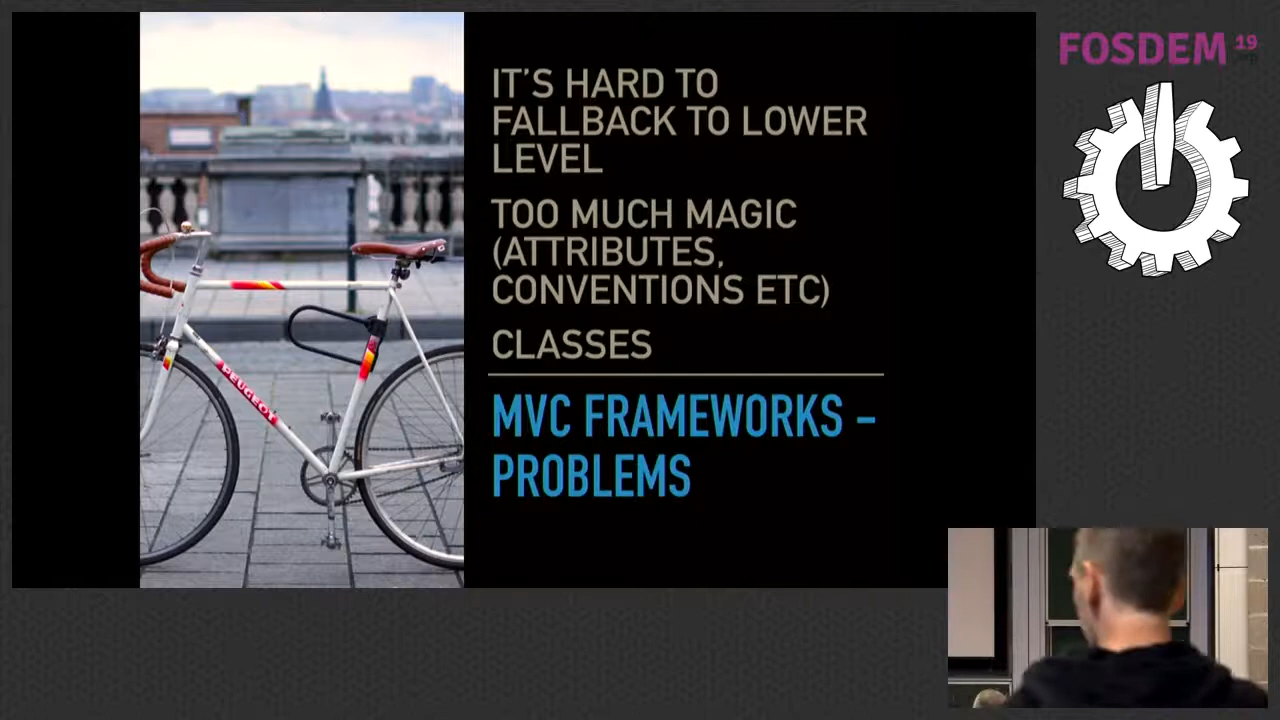 IT'S HARD TO
FALLBACK TO LOWER
LEVEL
TOO MUCH MAGIC
(ATTRIBUTES,
CONVENTIONS ETC)
CLASSES
MVC FRAMEWORKS –
PROBLEMS
PEUGEOT
FOSDEM 19